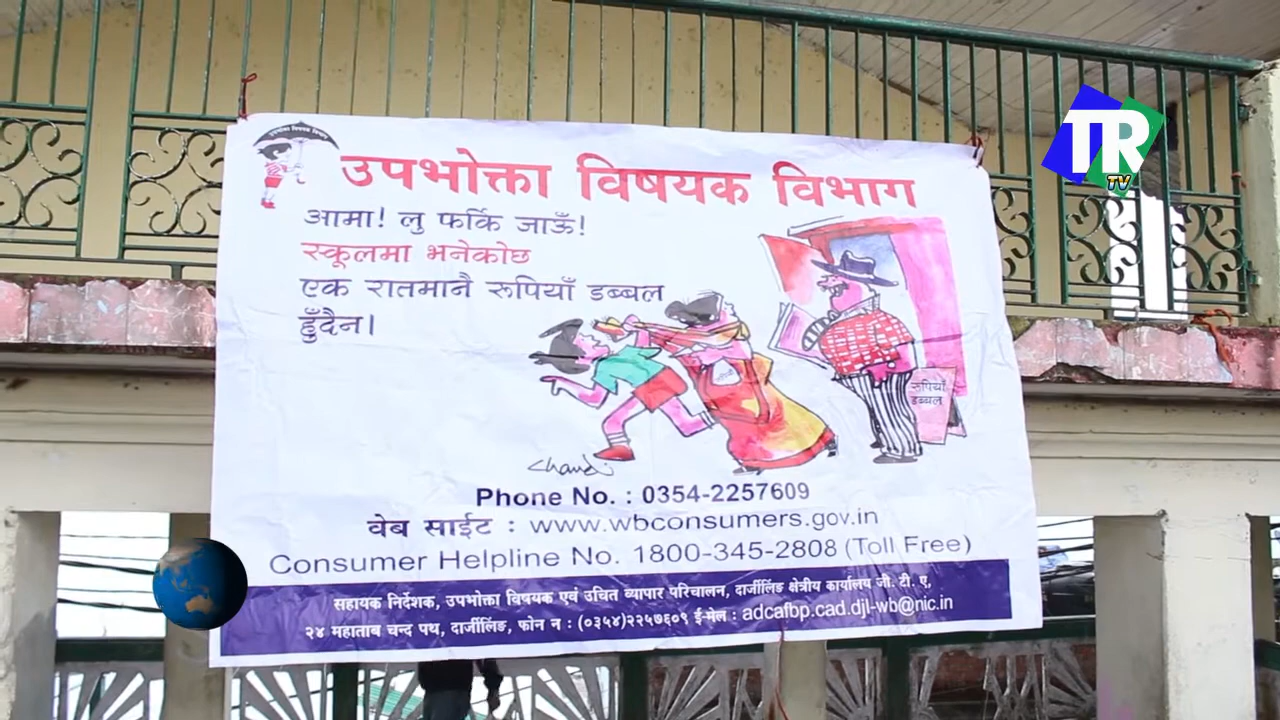 TR
TV
उपभोक्ता विषयक विभाग
उपभोक्ता विषयक विभाग
आमा! लु फर्कि जाऊँ!
स्कूलमा भनेकोछ
एक रातमानै रूपियाँ डब्बल
हुँदैन।
रूपियाँ
डब्बल
Phone No. : 0354-2257609
वेब साईट : www.wbconsumers.gov.in
Consumer Helpline No. 1800-345-2808 (Toll Free)
सहायक निर्देशक, उपभोक्ता विषयक एवं उचित व्यापार परिचालन, दार्जीलिङ क्षेत्रीय कार्यालय जी. टी. ए,
२४ महाताब चन्द पथ, दार्जीलिङ, फोन न : (०३५४)२२५७६०९ ई-मेल : adcafbp.cad.djl-wb@nic.in